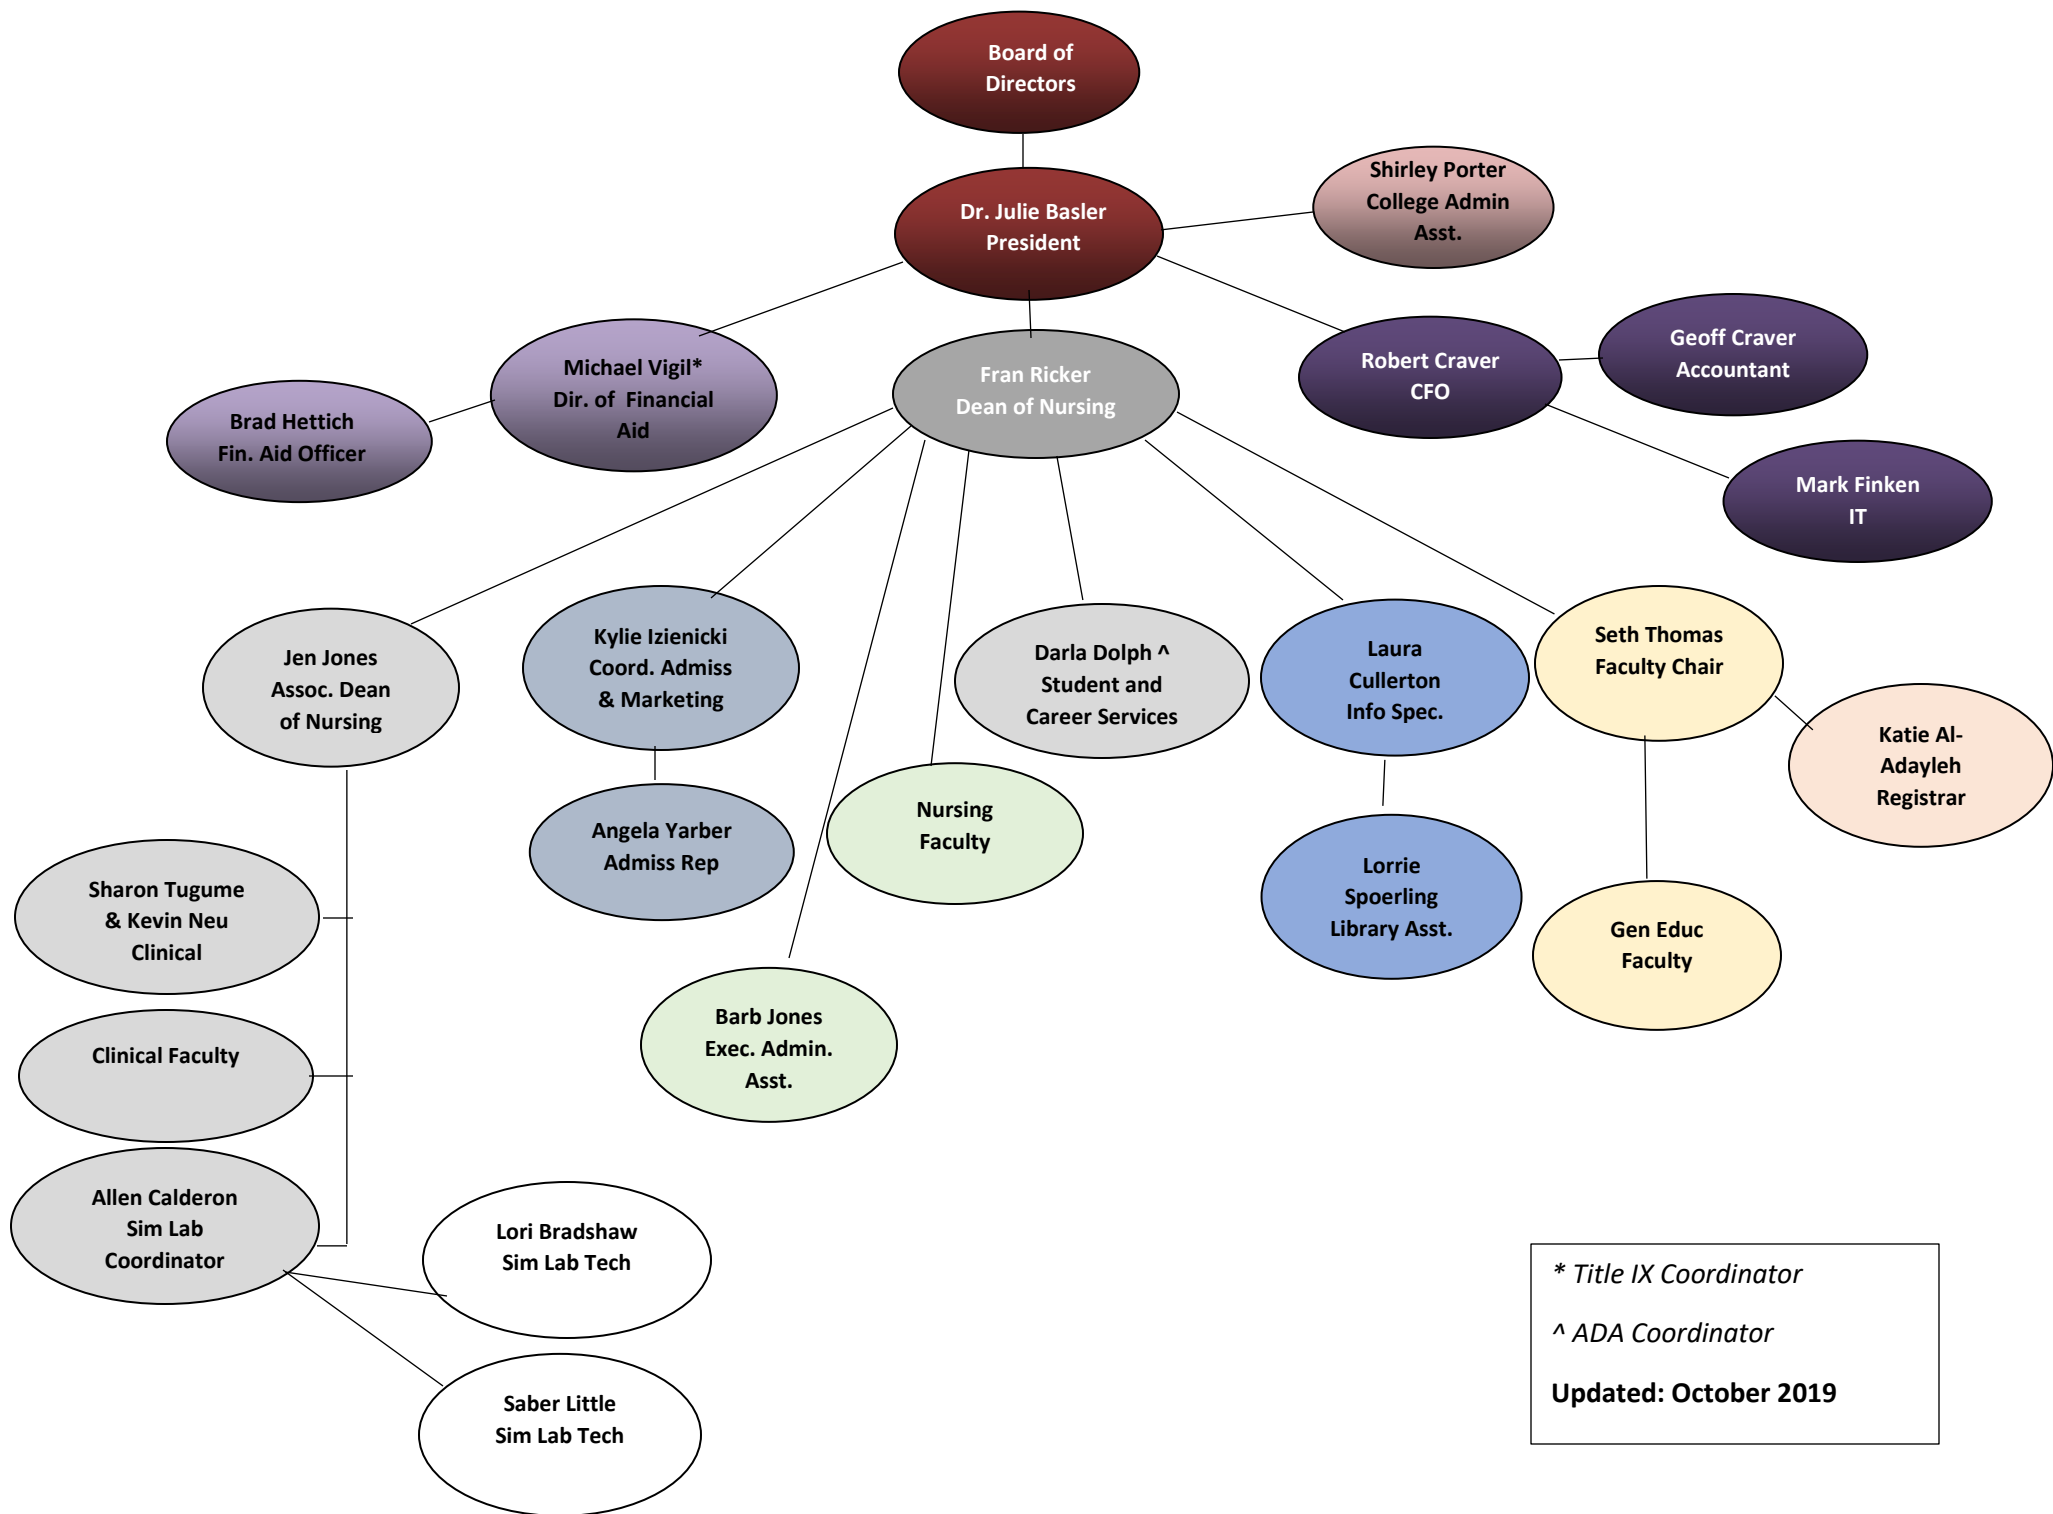 Board of
Directors
Shirley Porter
College Admin
Asst.
Dr. Julie Basler
President
Geoff Craver
Accountant
Robert Craver
CFO
Michael Vigil*
Dir. of  Financial
Aid
Fran Ricker
Dean of Nursing
Brad Hettich
Fin. Aid Officer
Mark Finken
IT
Jen Jones
Assoc. Dean
of Nursing
Kylie Izienicki
Coord. Admiss
& Marketing
Darla Dolph ^
Student and
Career Services
Laura
Cullerton
Info Spec.
Seth Thomas
Faculty Chair
Katie Al-
Adayleh
Registrar
Angela Yarber
Admiss Rep
Nursing
Faculty
Sharon Tugume
& Kevin Neu
Clinical
Lorrie
Spoerling
Library Asst.
Gen Educ
Faculty
Barb Jones
Exec. Admin.
Asst.
Clinical Faculty
Allen Calderon
Sim Lab
Coordinator
Lori Bradshaw
Sim Lab Tech
Saber Little
Sim Lab Tech
* Title IX Coordinator
^ ADA Coordinator
Updated: October 2019